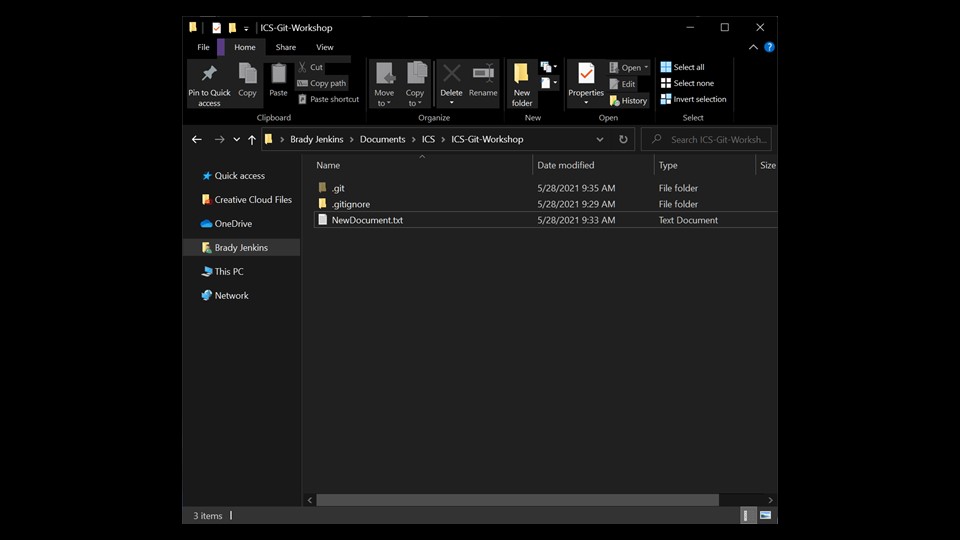 ICS-Git-Workshop
File Home Share View
Pin to Quick access
Copy
Paste
Cut
Copy path
Paste shortcut
Clipboard
Move to
Copy to
Delete
Rename
Organize
New folder
New
Properties
Open
Edit
History
Open
Select all
Select none
Invert selection
Select
Brady Jenkins Documents ICS ICS-Git-Workshop
Search ICS-Git-Worksh...
Name Date modified Type Size
Quick access
Creative Cloud Files
OneDrive
Brady Jenkins
This PC
Network
.git 5/28/2021 9:35 AM File folder
.gitignore 5/28/2021 9:29 AM File folder
NewDocument.txt 5/28/2021 9:33 AM Text Document
3 items